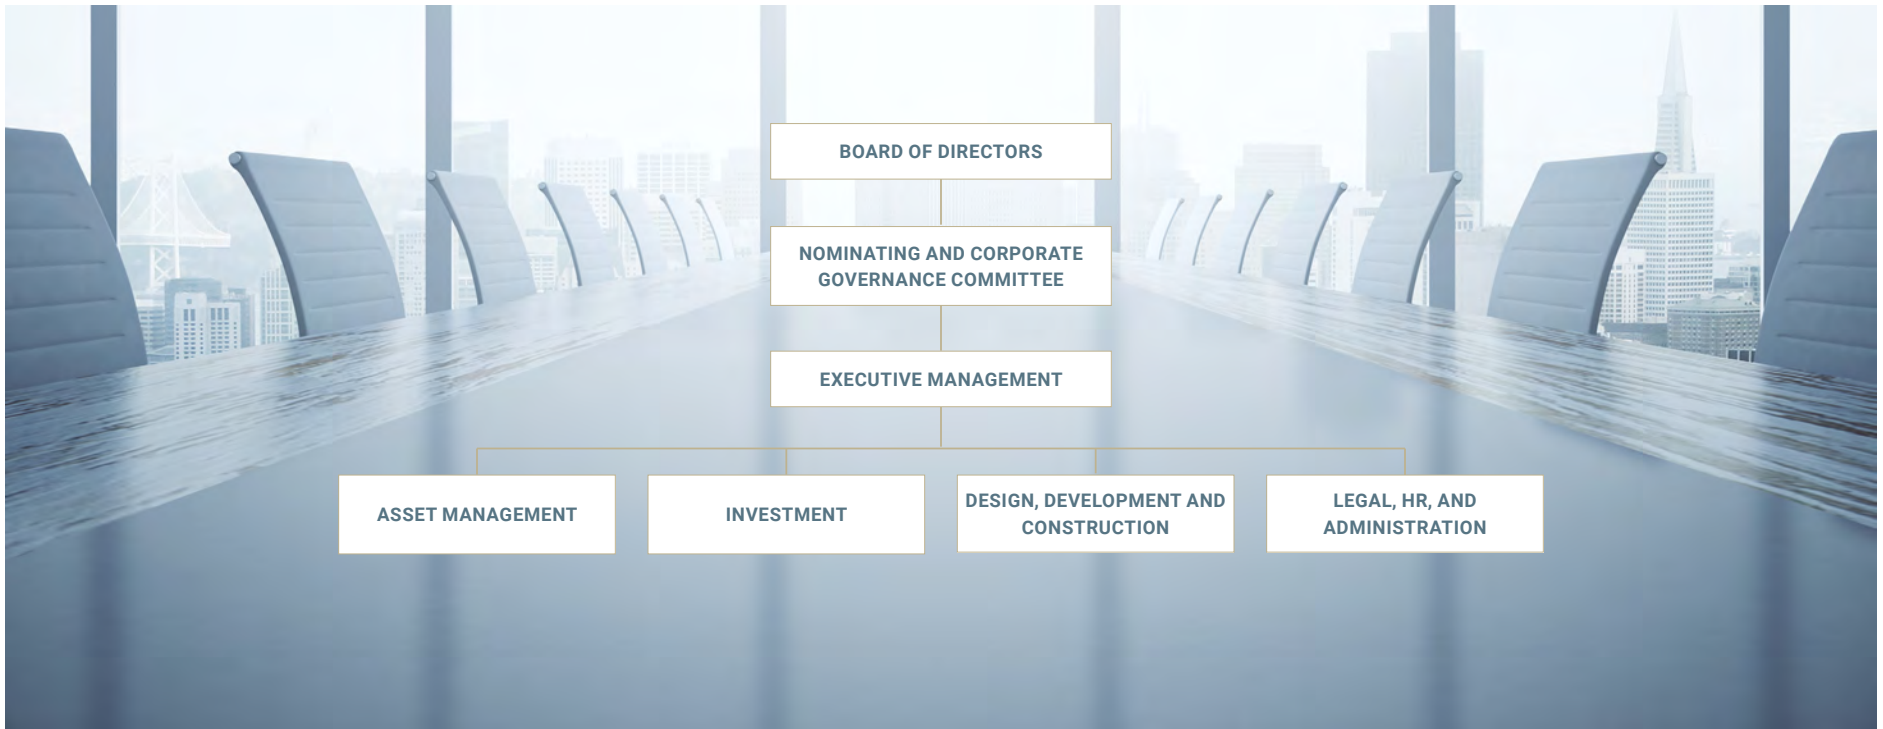 BOARD OF DIRECTORS
NOMINATING AND CORPORATE
GOVERNANCE COMMITTEE
EXECUTIVE MANAGEMENT
ASSET MANAGEMENT
INVESTMENT
DESIGN, DEVELOPMENT AND
CONSTRUCTION
LEGAL, HR, AND
ADMINISTRATION